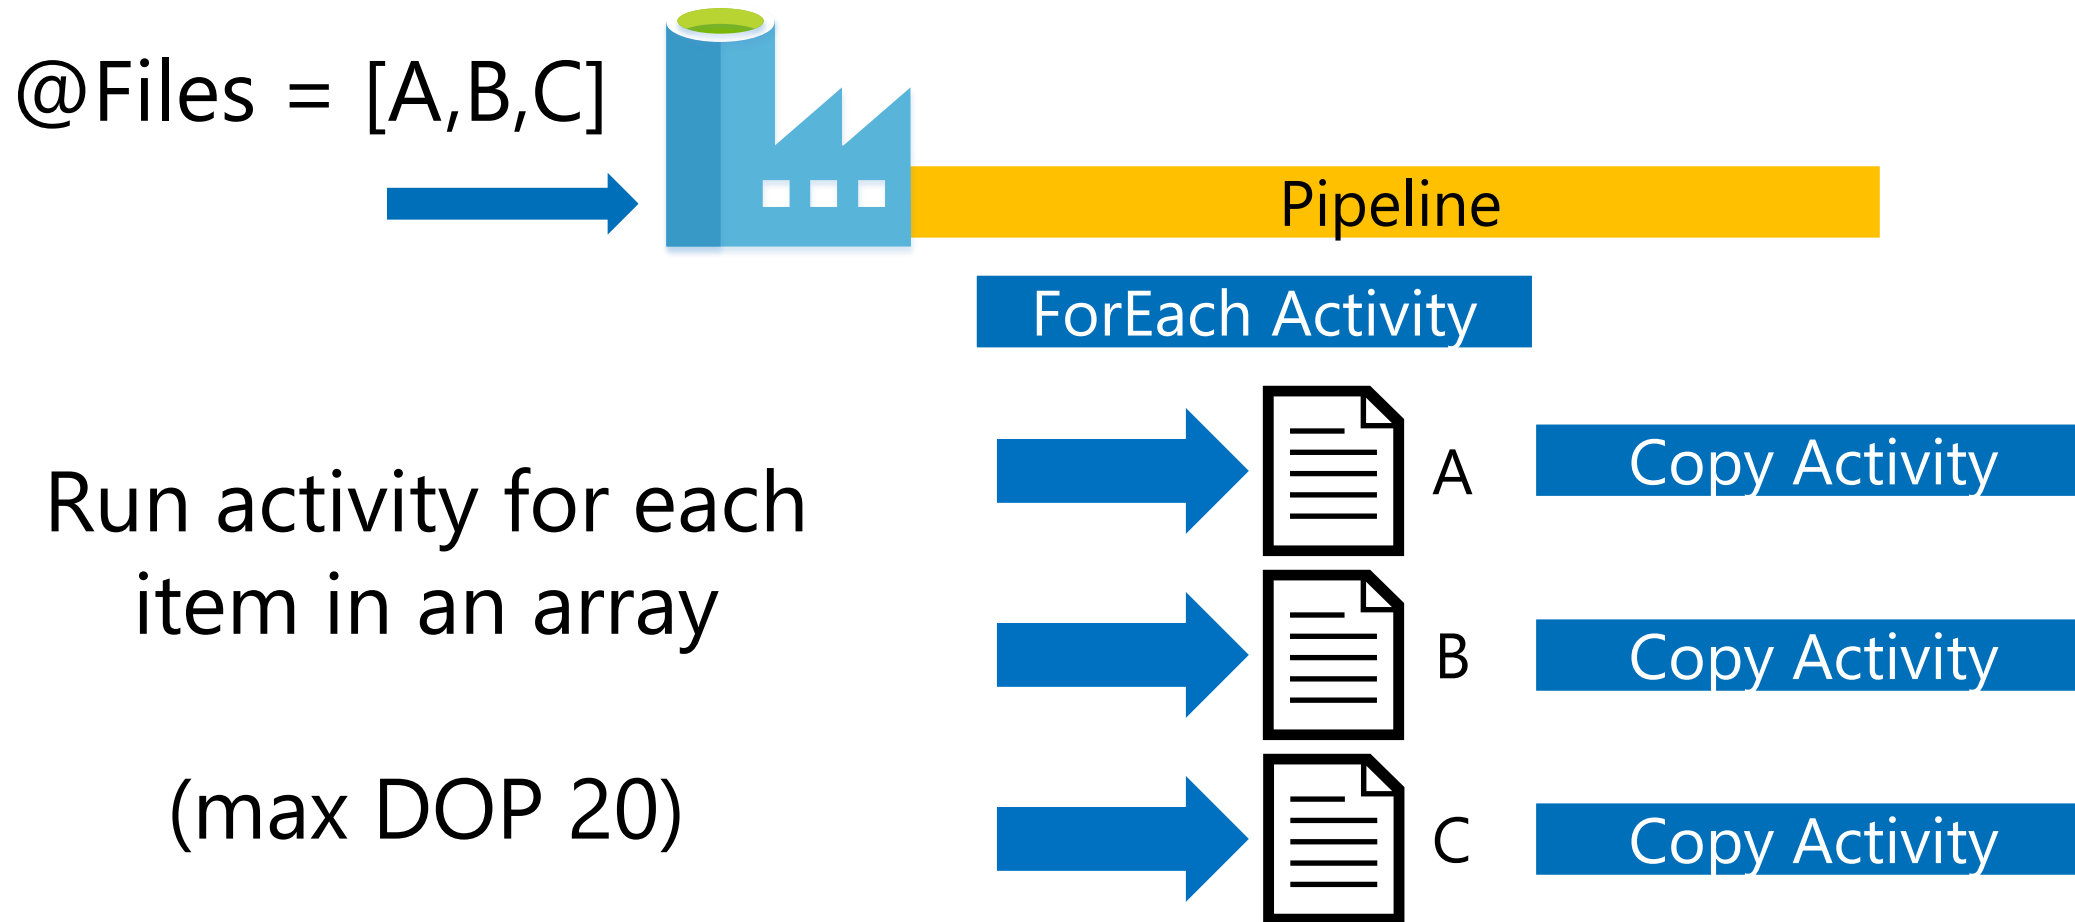 @Files = [A,B,C]
Pipeline
ForEach Activity
Run activity for each
item in an array
(max DOP 20)
A
Copy Activity
B
Copy Activity
C
Copy Activity